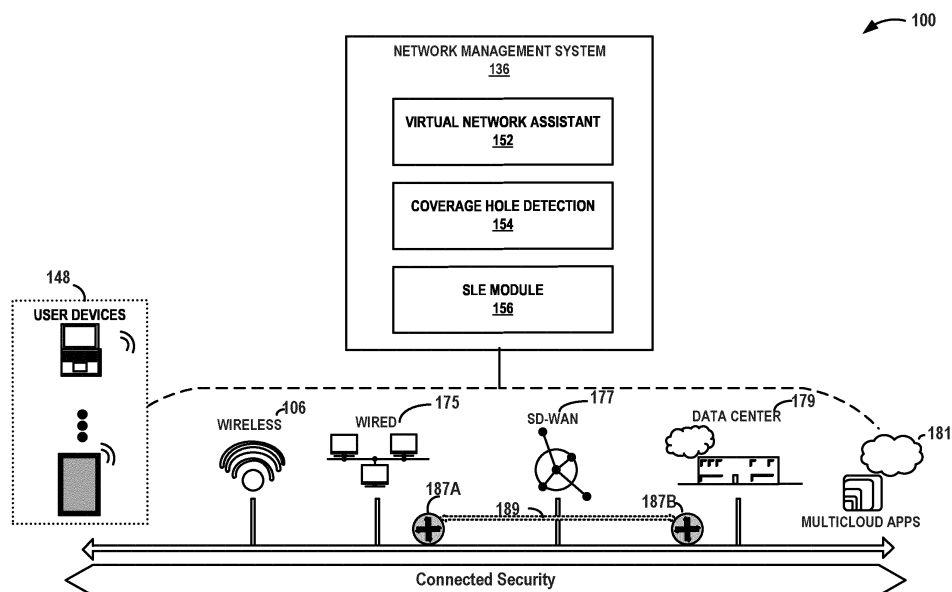 100
NETWORK MANAGEMENT SYSTEM
136
VIRTUAL NETWORK ASSISTANT
152
COVERAGE HOLE DETECTION
154
SLE MODULE
156
148
USER DEVICES
WIRELESS
106
WIRED
175
SD-WAN
177
DATA CENTER
179
181
187A
189
187B
MULTICLOUD APPS
Connected Security